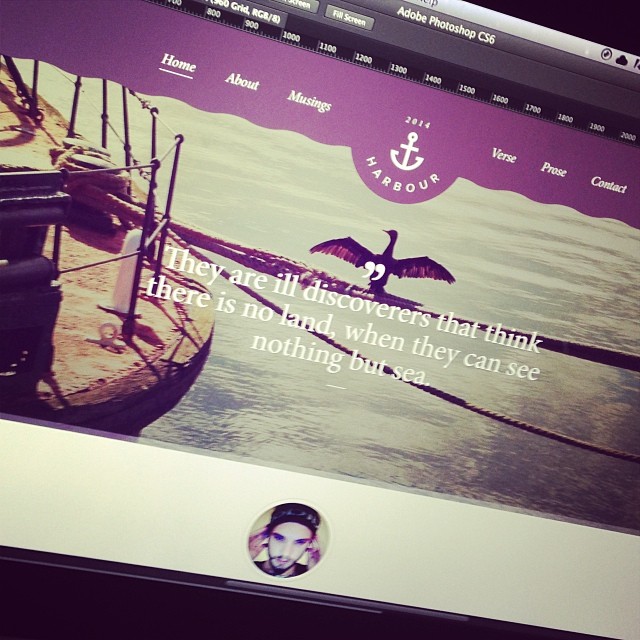 960 Grid, RGB/8)
Screen
Fill Screen
Help
Adobe Photoshop CS6
700 800 900 1000 1100 1200 1300 1400 1500 1600 1700 1800 1900 2000
Home About Musings
2014
HARBOUR
Verse Prose Contact
”
They are ill discoverers that think
there is no land, when they can see
nothing but sea.